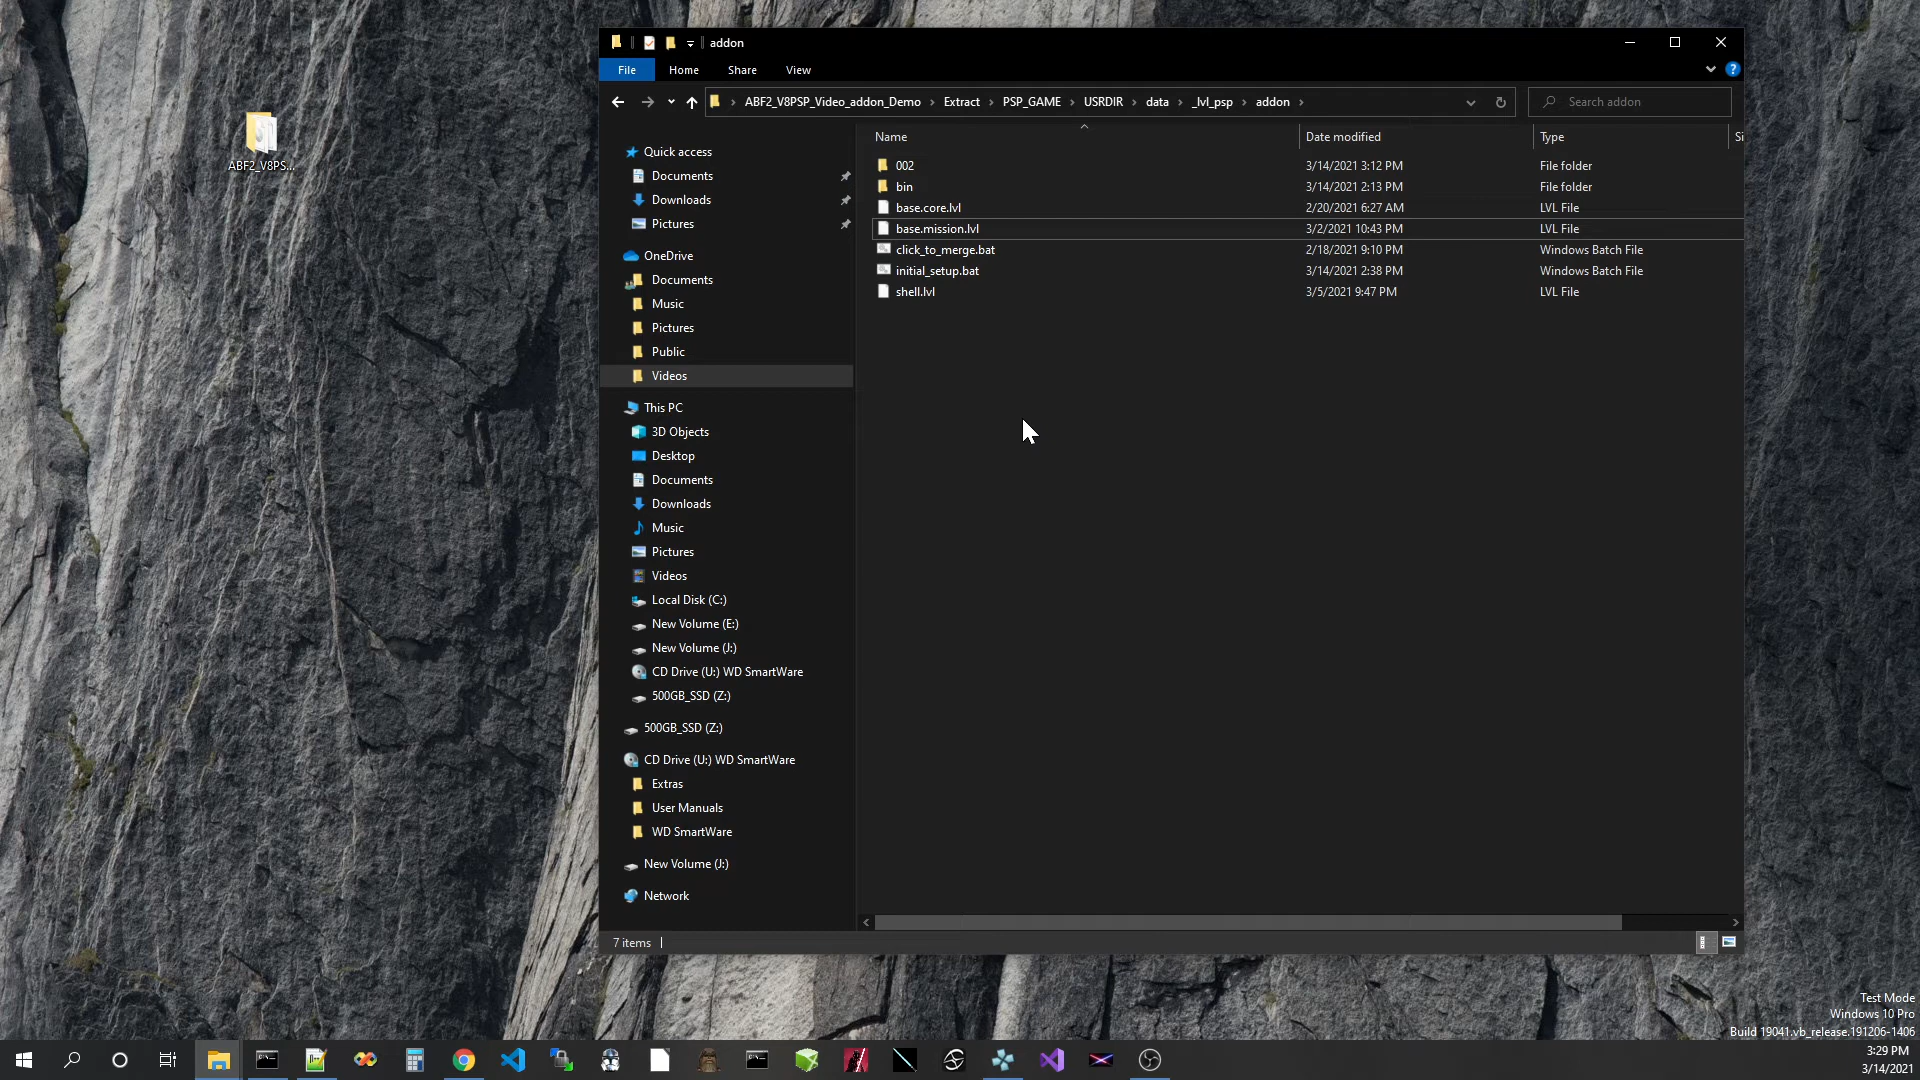 ABF2_V8PS...
addon
File
Home
Share
View
ABF2_V8PSP_Video_addon_Demo
Extract
PSP_GAME
USRDIR
data
_lvl_psp
addon
Search addon
Name
Date modified
Type
Si
Quick access
Documents
Downloads
Pictures
OneDrive
Documents
Music
Pictures
Public
Videos
This PC
3D Objects
Desktop
Documents
Downloads
Music
Pictures
Videos
Local Disk (C:)
New Volume (E:)
New Volume (J:)
CD Drive (U:) WD SmartWare
500GB_SSD (Z:)
500GB_SSD (Z:)
CD Drive (U:) WD SmartWare
Extras
User Manuals
WD SmartWare
New Volume (J:)
Network
002 3/14/2021 3:12 PM File folder
bin 3/14/2021 2:13 PM File folder
base.core.lvl 2/20/2021 6:27 AM LVL File
base.mission.lvl 3/2/2021 10:43 PM LVL File
click_to_merge.bat 2/18/2021 9:10 PM Windows Batch File
initial_setup.bat 3/14/2021 2:38 PM Windows Batch File
shell.lvl 3/5/2021 9:47 PM LVL File
7 items
Test Mode
Windows 10 Pro
Build 19041.vb_release.191206-1406
3:29 PM
3/14/2021